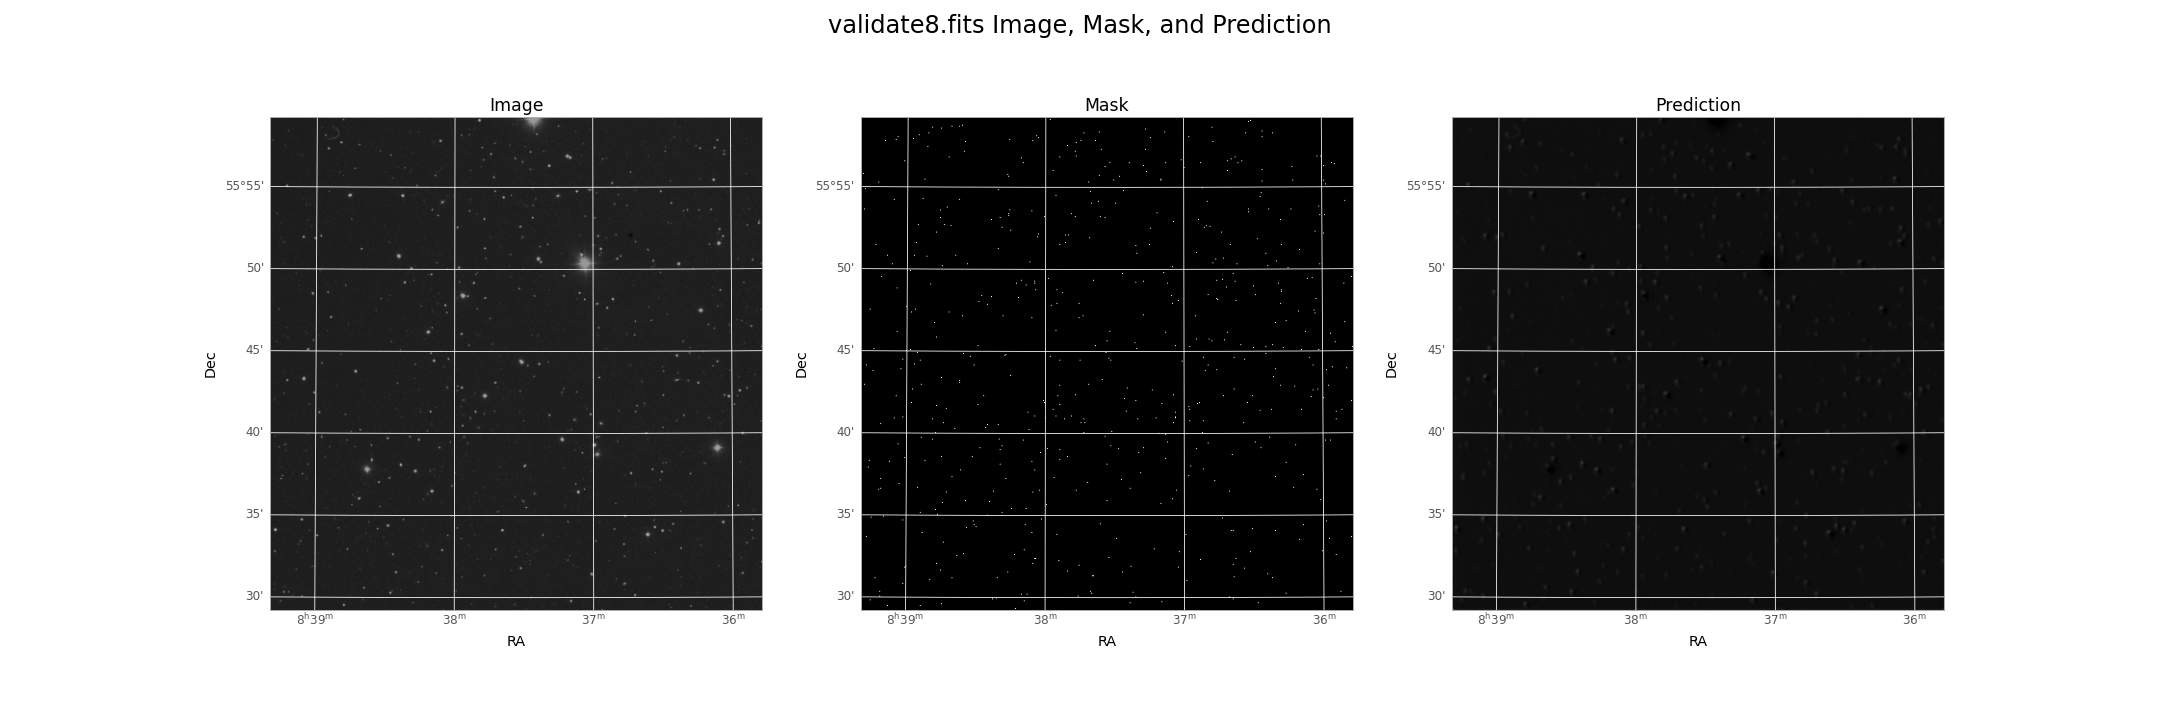 validate8.fits Image, Mask, and Prediction
Image
Mask
Prediction
55°55'
50'
45'
40'
35'
30'
Dec
8ʰ39ᵐ
38ᵐ
37ᵐ
36ᵐ
RA
55°55'
50'
45'
40'
35'
30'
Dec
8ʰ39ᵐ
38ᵐ
37ᵐ
36ᵐ
RA
55°55'
50'
45'
40'
35'
30'
Dec
8ʰ39ᵐ
38ᵐ
37ᵐ
36ᵐ
RA